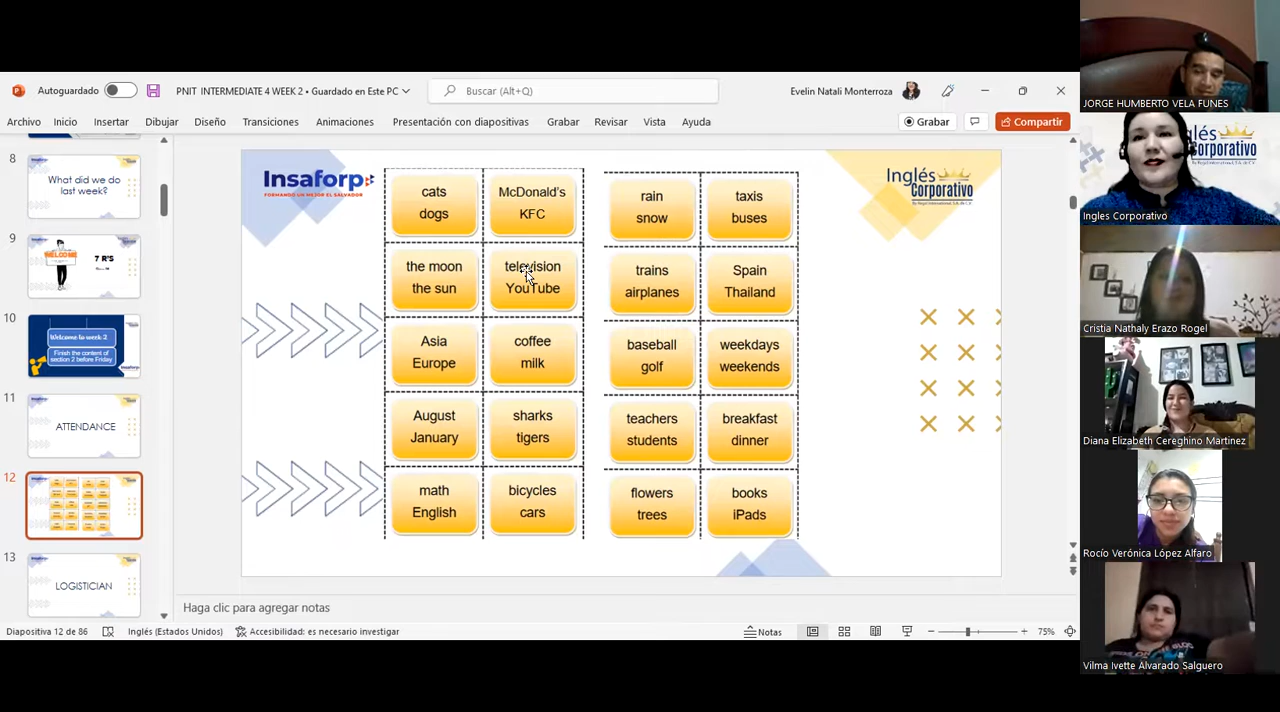 Autoguardado
PNIT INTERMEDIATE 4 WEEK 2 • Guardado en Este PC
Buscar (Alt+Q)
Evelin Natali Monterroza
Archivo Inicio Insertar Dibujar Diseño Transiciones Animaciones Presentación con diapositivas Grabar Revisar Vista Ayuda
Grabar
Compartir
8
What did we do
last week?
9
WELCOME
7 R'S
10
Welcome to week 2
Finish the content of
section 2 before Friday
11
ATTENDANCE
12
13
LOGISTICIAN
Insaforp
FORMANDO UN MEJOR EL SALVADOR
cats
dogs
McDonald's
KFC
the moon
the sun
television
YouTube
Asia
Europe
coffee
milk
August
January
sharks
tigers
math
English
bicycles
cars
rain
snow
taxis
buses
trains
airplanes
Spain
Thailand
baseball
golf
weekdays
weekends
teachers
students
breakfast
dinner
flowers
trees
books
iPads
Inglés
Corporativo
Haga clic para agregar notas
Diapositiva 12 de 86
Inglés (Estados Unidos)
Accesibilidad: es necesario investigar
Notas
75%
JORGE HUMBERTO VELA FUNES
glés
Corporativo
Ingles Corporativo
Cristia Nathaly Erazo Rogel
Diana Elizabeth Cereghino Martinez
Rocío Verónica López Alfaro
Vilma Ivette Alvarado Salguero